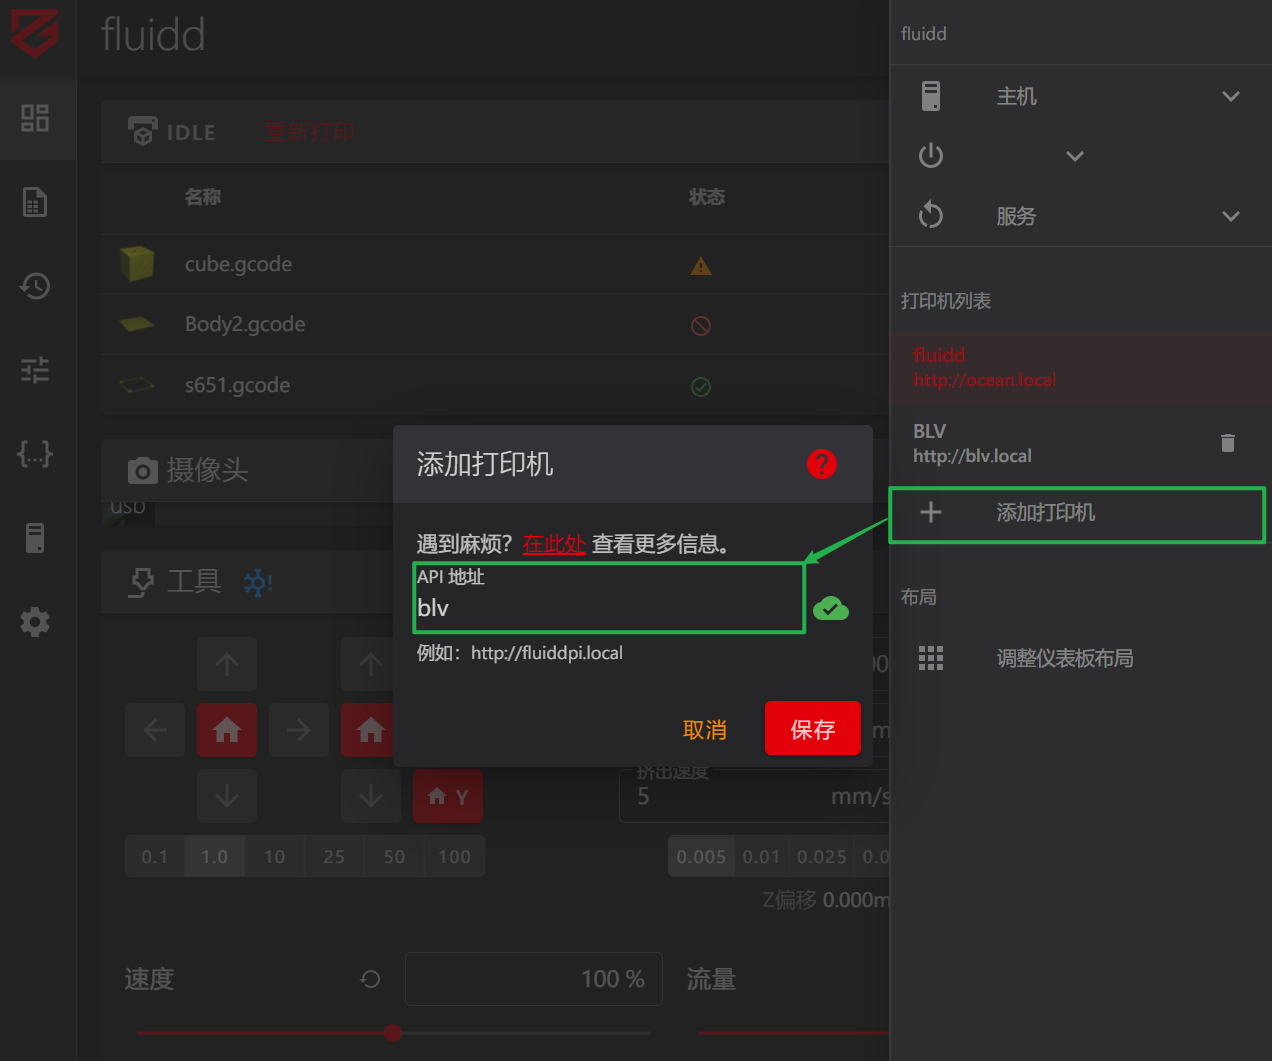 fluidd
IDLE
重新打印
名称
状态
cube.gcode
Body2.gcode
s651.gcode
摄像头
usb
工具
Y
0.1
1.0
10
25
50
100
挤出速度
5
mm/s
0.005
0.01
0.025
0.0
Z偏移 0.000m
速度
100 %
流量
添加打印机
?
遇到麻烦？ 在此处 查看更多信息。
API 地址
blv
例如：http://fluiddpi.local
取消
保存
fluidd
主机
服务
打印机列表
fluidd
http://ocean.local
BLV
http://blv.local
添加打印机
布局
调整仪表板布局